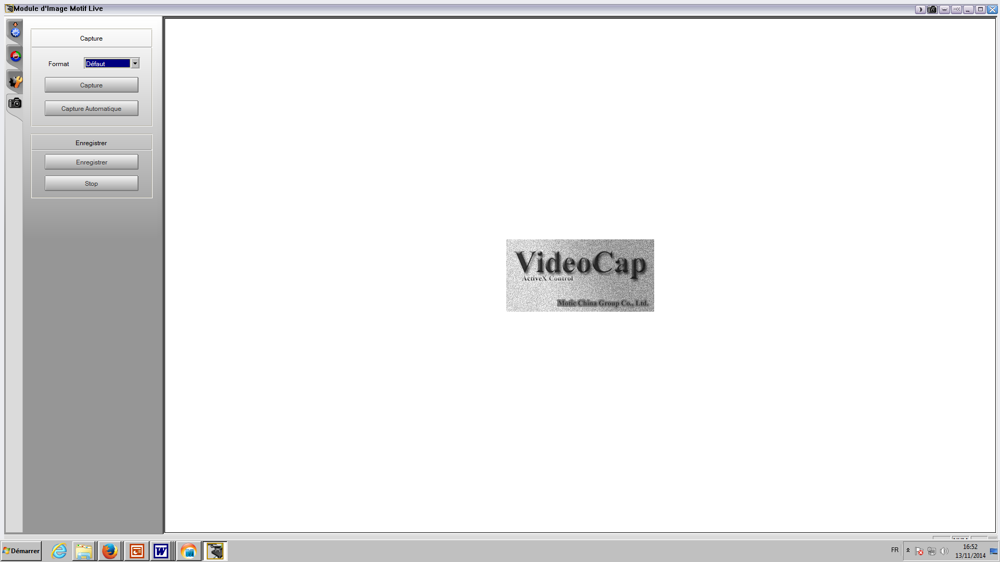 Module d'Image Motif Live
Capture
Format
Défaut
Capture
Capture Automatique
Enregistrer
Enregistrer
Stop
VideoCap
ActiveX Control
Motic China Group Co., Ltd.
Démarrer
FR
16:52
13/11/2014